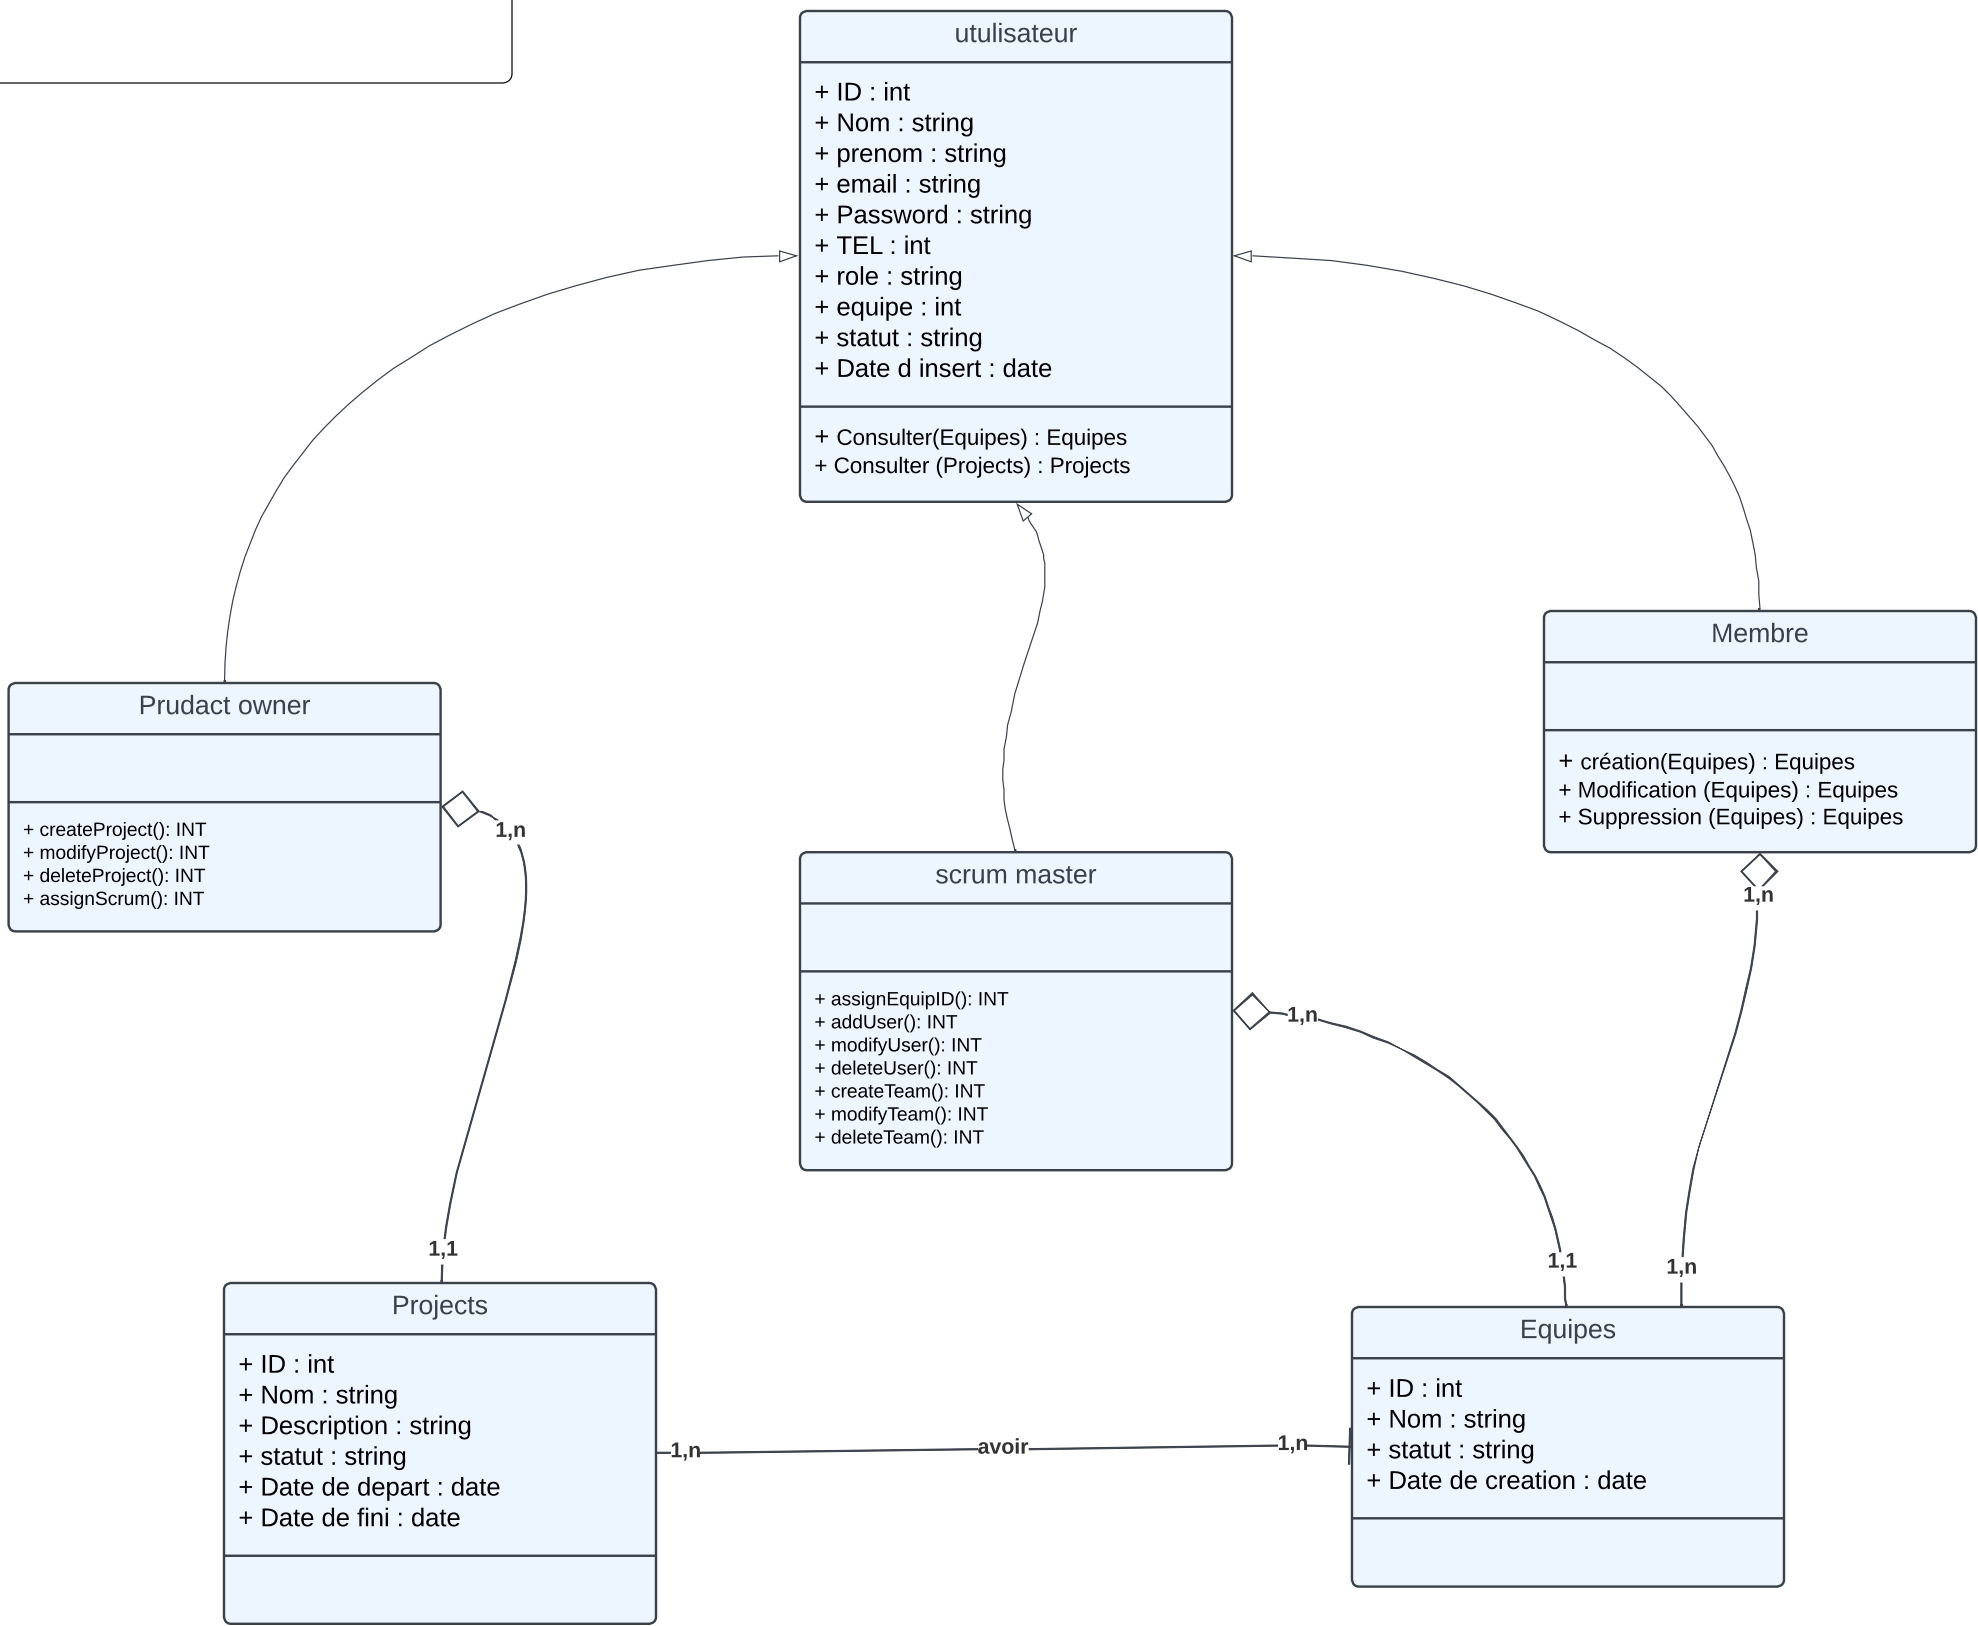 utulisateur
+ ID : int
+ Nom : string
+ prenom : string
+ email : string
+ Password : string
+ TEL : int
+ role : string
+ equipe : int
+ statut : string
+ Date d insert : date
+ Consulter(Equipes) : Equipes
+ Consulter (Projects) : Projects
Membre
+ création(Equipes) : Equipes
+ Modification (Equipes) : Equipes
+ Suppression (Equipes) : Equipes
1,n
Prudact owner
+ createProject(): INT
+ modifyProject(): INT
+ deleteProject(): INT
+ assignScrum(): INT
1,n
scrum master
+ assignEquipID(): INT
+ addUser(): INT
+ modifyUser(): INT
+ deleteUser(): INT
+ createTeam(): INT
+ modifyTeam(): INT
+ deleteTeam(): INT
1,n
1,1
1,1
1,n
Projects
+ ID : int
+ Nom : string
+ Description : string
+ statut : string
+ Date de depart : date
+ Date de fini : date
1,n
avoir
1,n
Equipes
+ ID : int
+ Nom : string
+ statut : string
+ Date de creation : date